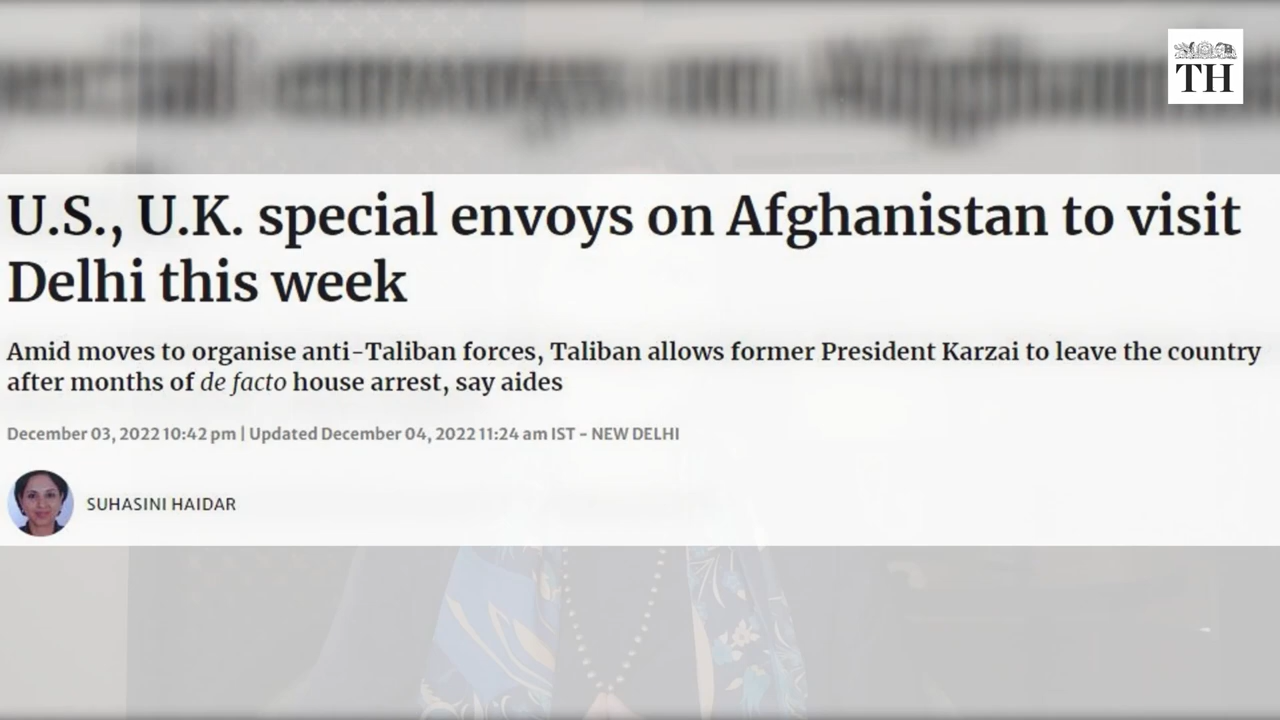 TH
U.S., U.K. special envoys on Afghanistan to visit
Delhi this week
Amid moves to organise anti-Taliban forces, Taliban allows former President Karzai to leave the country
after months of de facto house arrest, say aides
December 03, 2022 10:42 pm | Updated December 04, 2022 11:24 am IST - NEW DELHI
SUHASINI HAIDAR